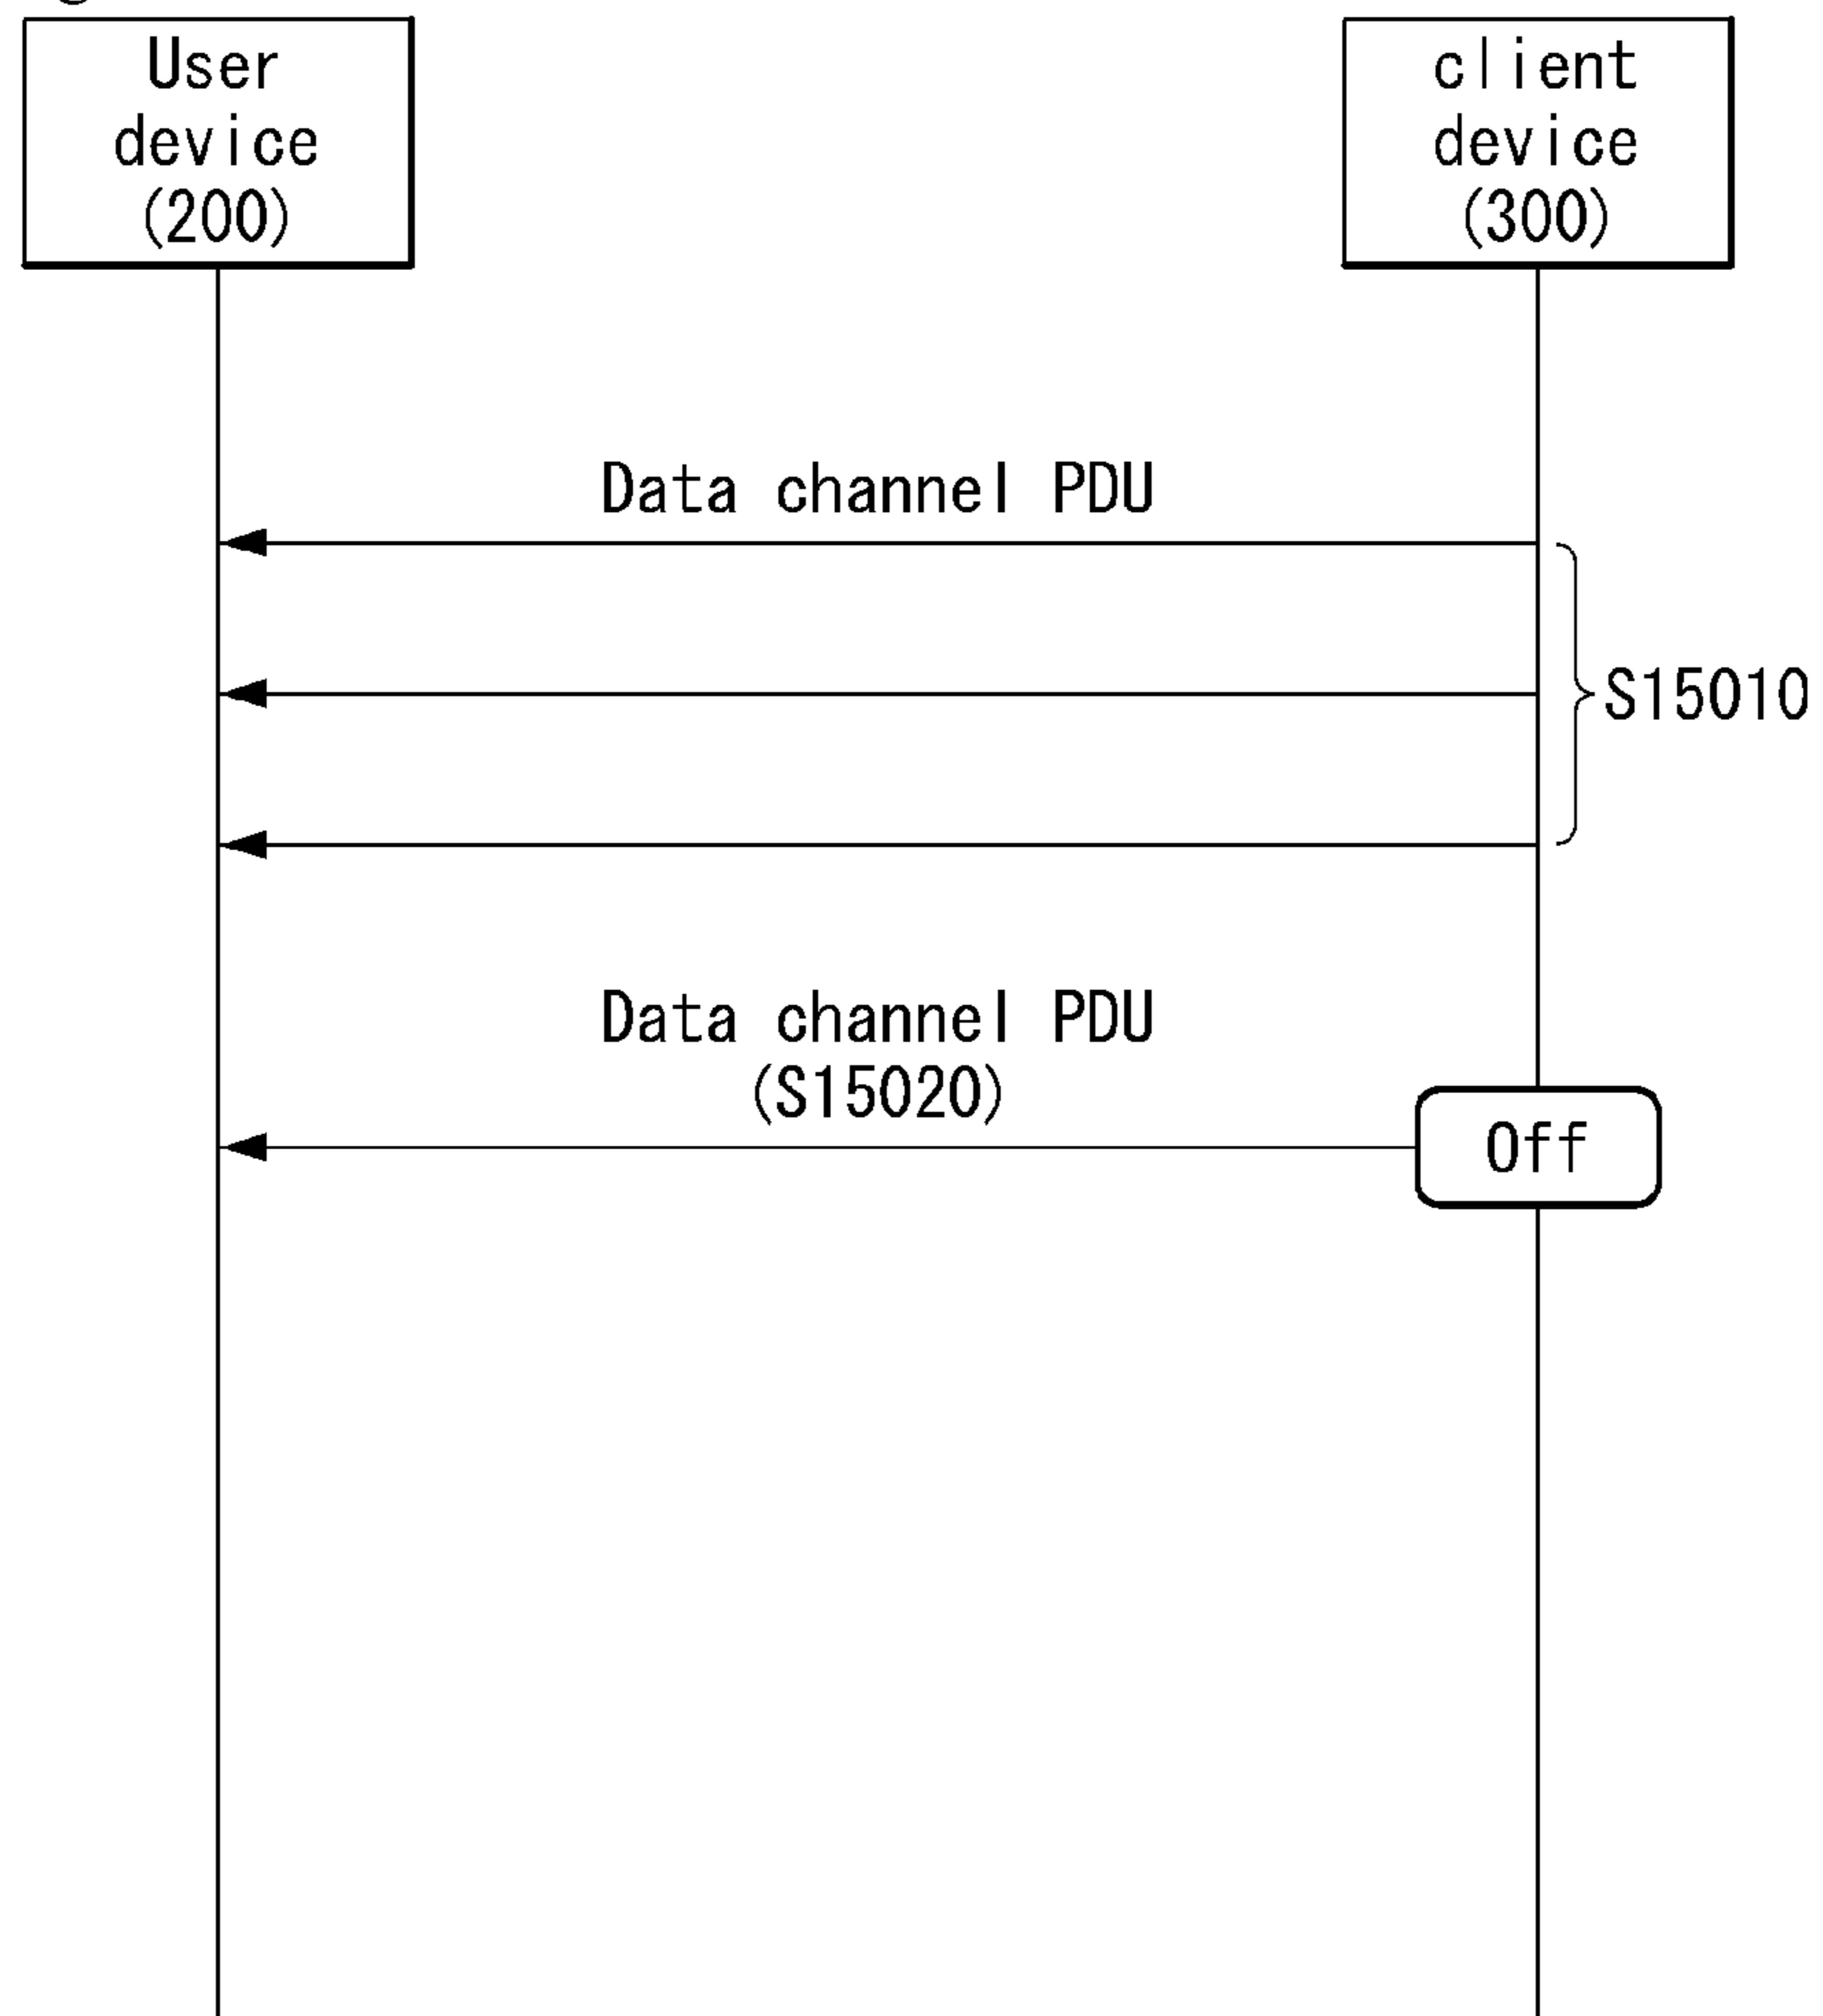 User
device
(200)
client
device
(300)
Data channel PDU
S15010
Data channel PDU
(S15020)
Off